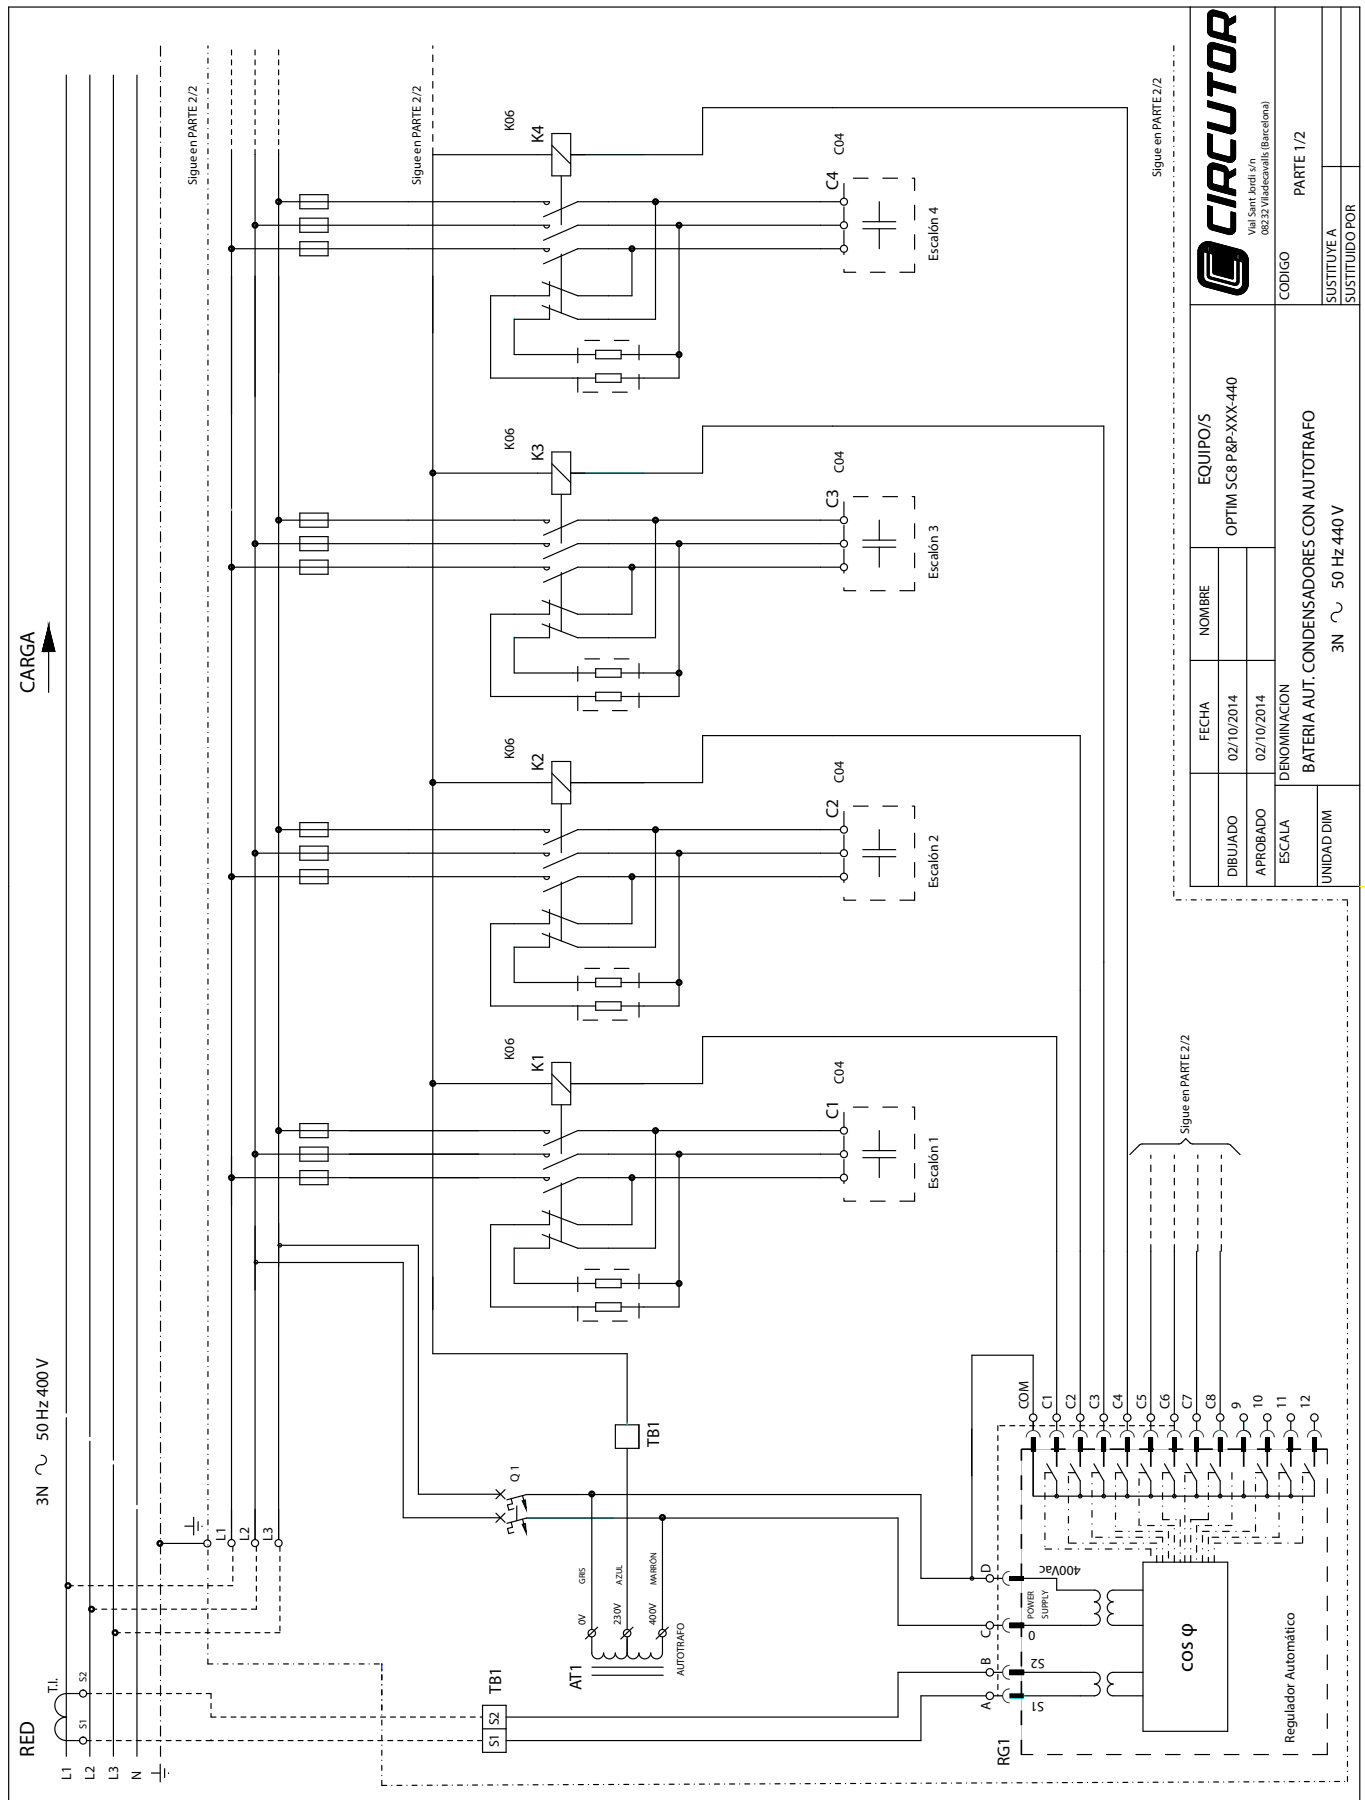 RED
3N ∿ 50 Hz 400 V
CARGA
L1
L2
L3
N
T.I.
S1
S2
L1
L2
L3
Sigue en PARTE 2/2
Sigue en PARTE 2/2
Sigue en PARTE 2/2
Q1
TB1
TB1
S1
S2
AT1
0V
230V
400V
GRIS
AZUL
MARRÓN
AUTOTRAFO
K06
K1
C1
C04
Escalón 1
K06
K2
C2
C04
Escalón 2
K06
K3
C3
C04
Escalón 3
K06
K4
C4
C04
Escalón 4
RG1
A
B
C
D
S1
S2
0
POWER
SUPPLY
400Vac
cos φ
Regulador Automático
COM
C1
C2
C3
C4
C5
C6
C7
C8
9
10
11
12
Sigue en PARTE 2/2
FECHA
NOMBRE
EQUIPO/S
DIBUJADO
02/10/2014
OPTIM SC8 P&P-XXX-440
APROBADO
02/10/2014
ESCALA
DENOMINACION
BATERIA AUT. CONDENSADORES CON AUTOTRAFO
3N ∿ 50 Hz 440 V
UNIDAD DIM
CIRCUTOR
Vial Sant Jordi s/n
08232 Viladecavalls (Barcelona)
CODIGO
PARTE 1/2
SUSTITUYE A
SUSTITUIDO POR